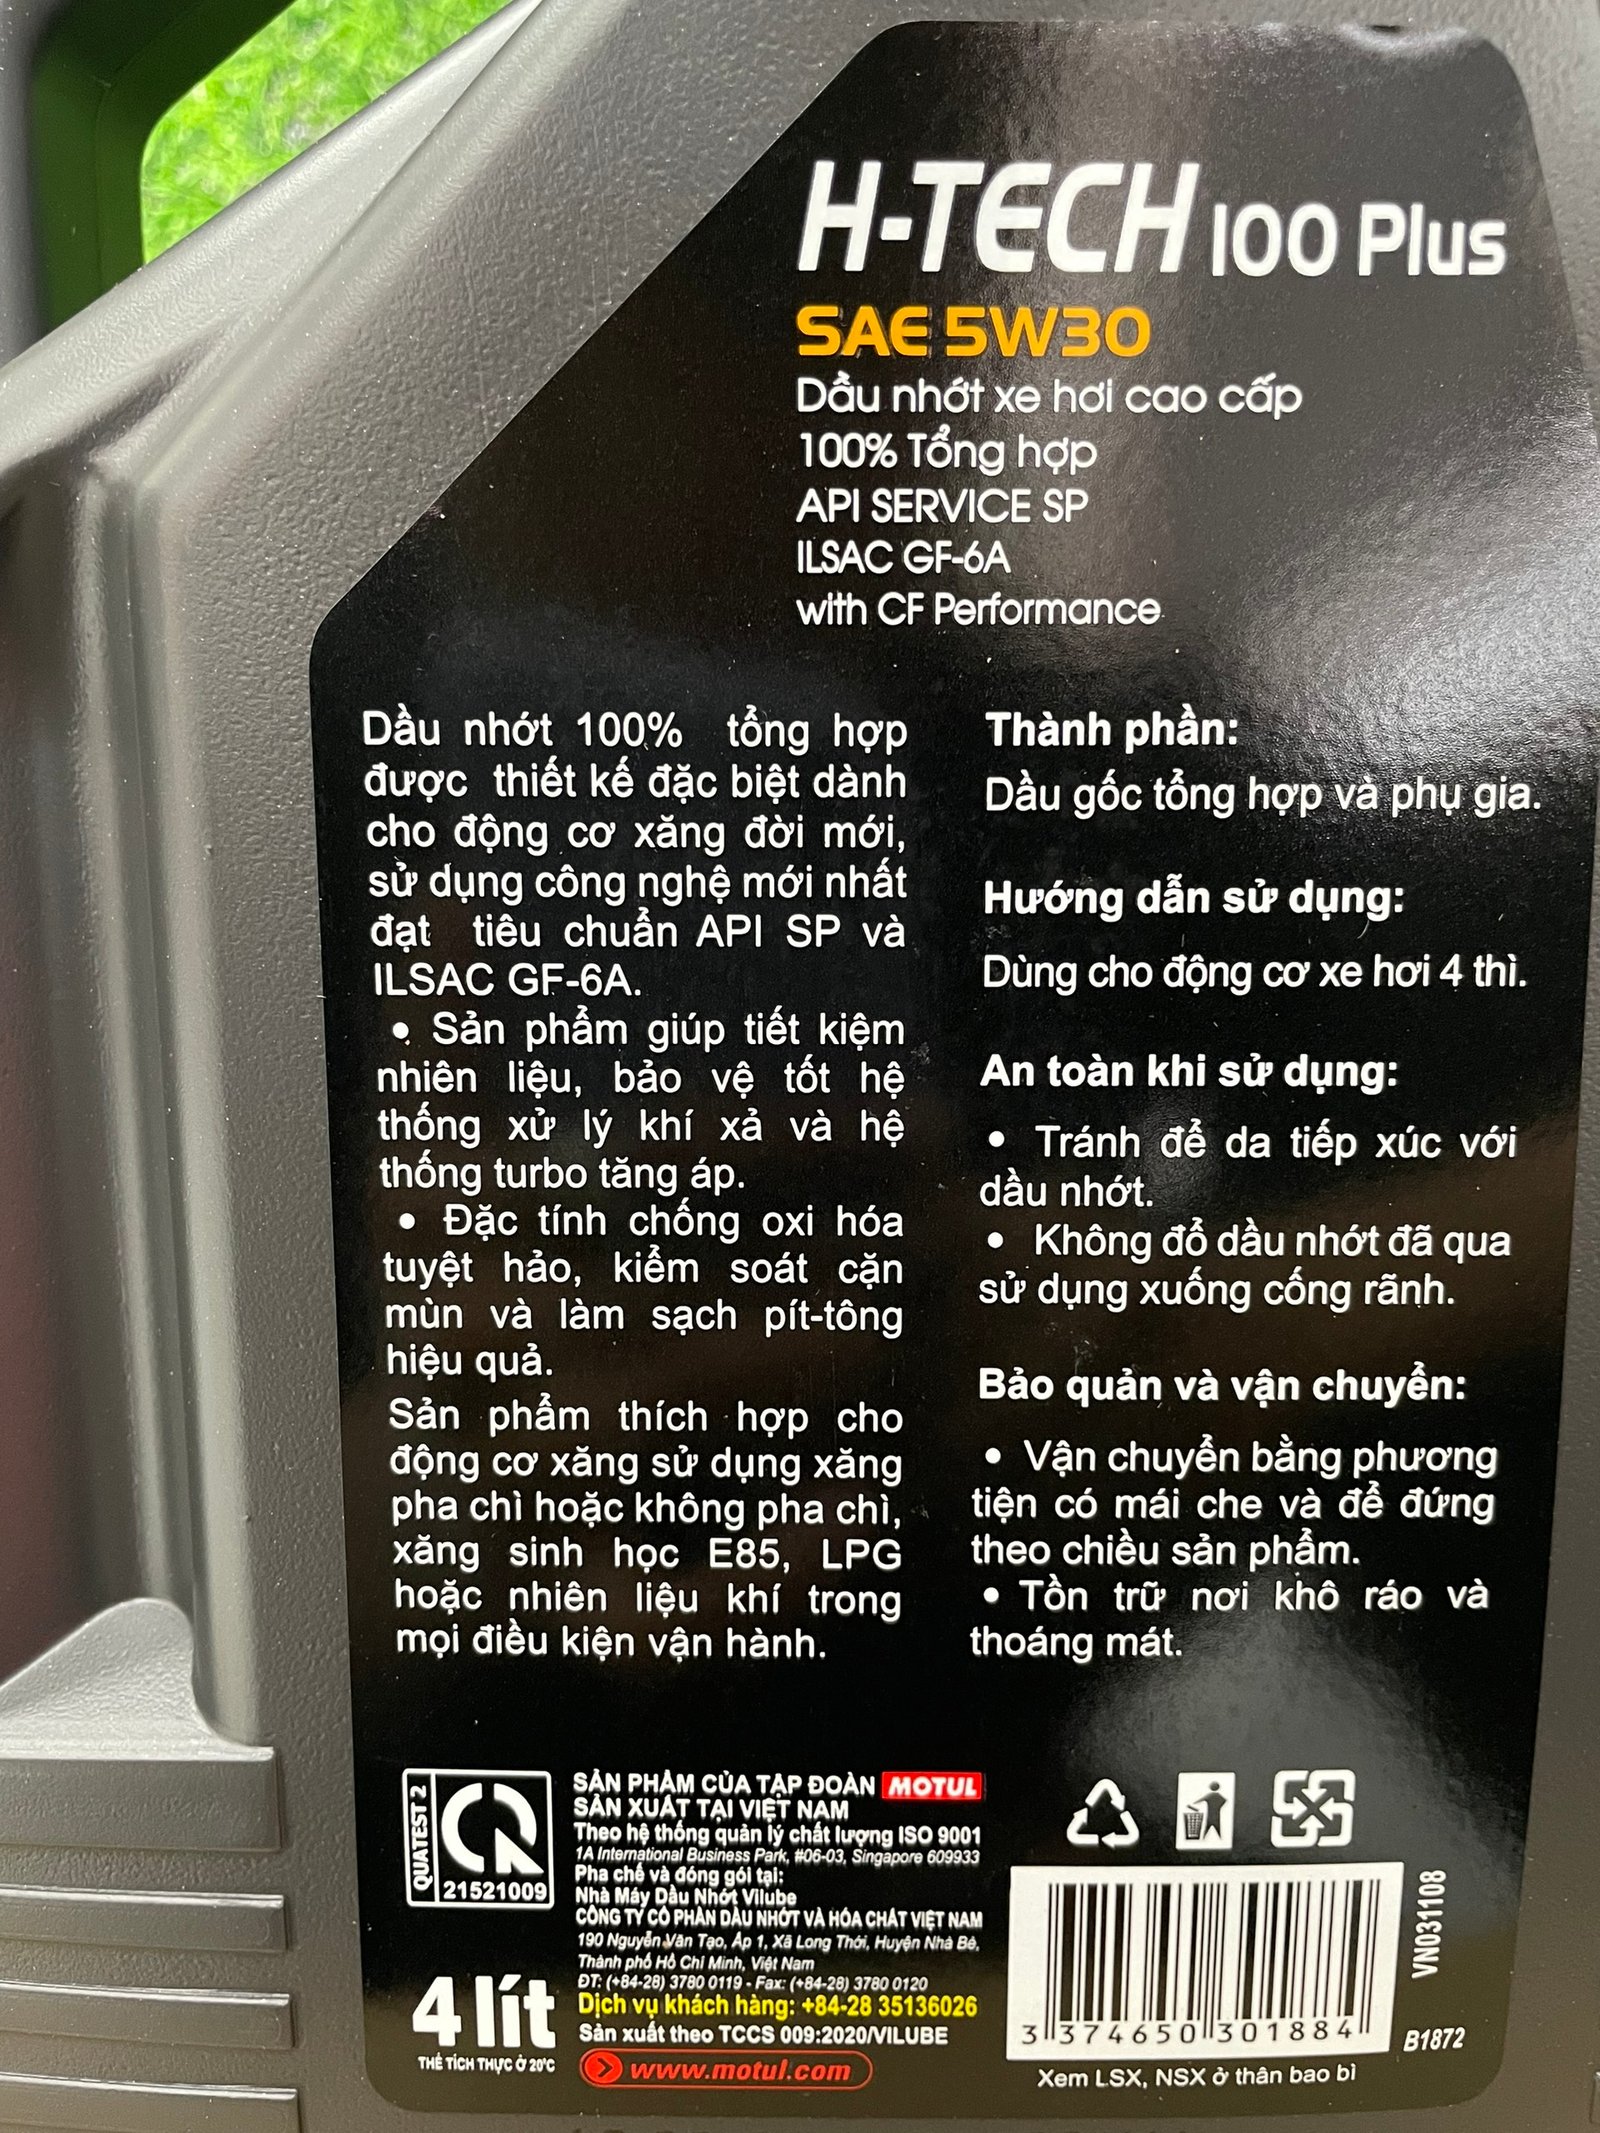 H-TECH 100 Plus
SAE 5W30
Dầu nhớt xe hơi cao cấp
100% Tổng hợp
API SERVICE SP
ILSAC GF-6A
with CF Performance
Dầu nhớt 100% tổng hợp
được thiết kế đặc biệt dành
cho động cơ xăng đời mới,
sử dụng công nghệ mới nhất
đạt tiêu chuẩn API SP và
ILSAC GF-6A.
• Sản phẩm giúp tiết kiệm
nhiên liệu, bảo vệ tốt hệ
thống xử lý khí xả và hệ
thống turbo tăng áp.
• Đặc tính chống oxi hóa
tuyệt hảo, kiểm soát cặn
mùn và làm sạch pít-tông
hiệu quả.
Sản phẩm thích hợp cho
động cơ xăng sử dụng xăng
pha chì hoặc không pha chì,
xăng sinh học E85, LPG
hoặc nhiên liệu khí trong
mọi điều kiện vận hành.
Thành phần:
Dầu gốc tổng hợp và phụ gia.
Hướng dẫn sử dụng:
Dùng cho động cơ xe hơi 4 thì.
An toàn khi sử dụng:
• Tránh để da tiếp xúc với
dầu nhớt.
• Không đổ dầu nhớt đã qua
sử dụng xuống cống rãnh.
Bảo quản và vận chuyển:
• Vận chuyển bằng phương
tiện có mái che và để đứng
theo chiều sản phẩm.
• Tồn trữ nơi khô ráo và
thoáng mát.
QUATEST 2
21521009
4 lít
THỂ TÍCH THỰC Ở 20°C
SẢN PHẨM CỦA TẬP ĐOÀN MOTUL
SẢN XUẤT TẠI VIỆT NAM
Theo hệ thống quản lý chất lượng ISO 9001
1A International Business Park, #06-03, Singapore 609933
Pha chế và đóng gói tại:
Nhà Máy Dầu Nhớt Vilube
CÔNG TY CỔ PHẦN DẦU NHỚT VÀ HÓA CHẤT VIỆT NAM
190 Nguyễn Văn Tạo, Ấp 1, Xã Long Thới, Huyện Nhà Bè,
Thành phố Hồ Chí Minh, Việt Nam
ĐT: (+84-28) 3780 0119 - Fax: (+84-28) 3780 0120
Dịch vụ khách hàng: +84-28 35136026
Sản xuất theo TCCS 009:2020/VILUBE
www.motul.com
3 374650 301884
VN031108
B1872
Xem LSX, NSX ở thân bao bì